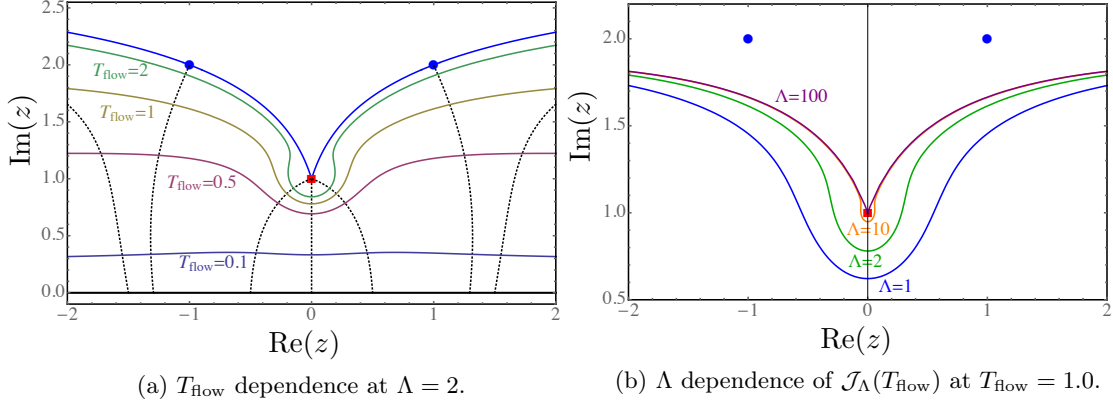 2.5
2.0
1.5
1.0
0.5
0.0
Im(z)
T_flow=2
T_flow=1
T_flow=0.5
T_flow=0.1
−2
−1
0
1
2
Re(z)
(a) T_flow dependence at Λ = 2.
2.0
1.5
1.0
0.5
Im(z)
Λ=100
Λ=10
Λ=2
Λ=1
−2
−1
0
1
2
Re(z)
(b) Λ dependence of 𝒥_Λ(T_flow) at T_flow = 1.0.